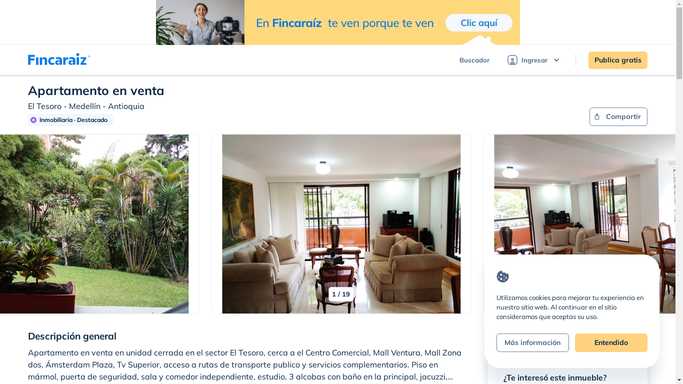 En Fincaraíz te ven porque te ven
Clic aquí
Fincaraiz
Buscador
Ingresar
Publica gratis
Apartamento en venta
El Tesoro - Medellín - Antioquia
Inmobiliaria · Destacado
Compartir
1 / 19
Utilizamos cookies para mejorar tu experiencia en
nuestro sitio web. Al continuar en el sitio
consideramos que aceptas su uso.
Más información
Entendido
Descripción general
Apartamento en venta en unidad cerrada en el sector El Tesoro, cerca a el Centro Comercial, Mall Ventura, Mall Zona
dos, Ámsterdam Plaza, Tv Superior, acceso a rutas de transporte publico y servicios complementarios. Piso en
mármol, puerta de seguridad, sala y comedor independiente, estudio, 3 alcobas con baño en la principal, jacuzzi,...
¿Te interesó este inmueble?